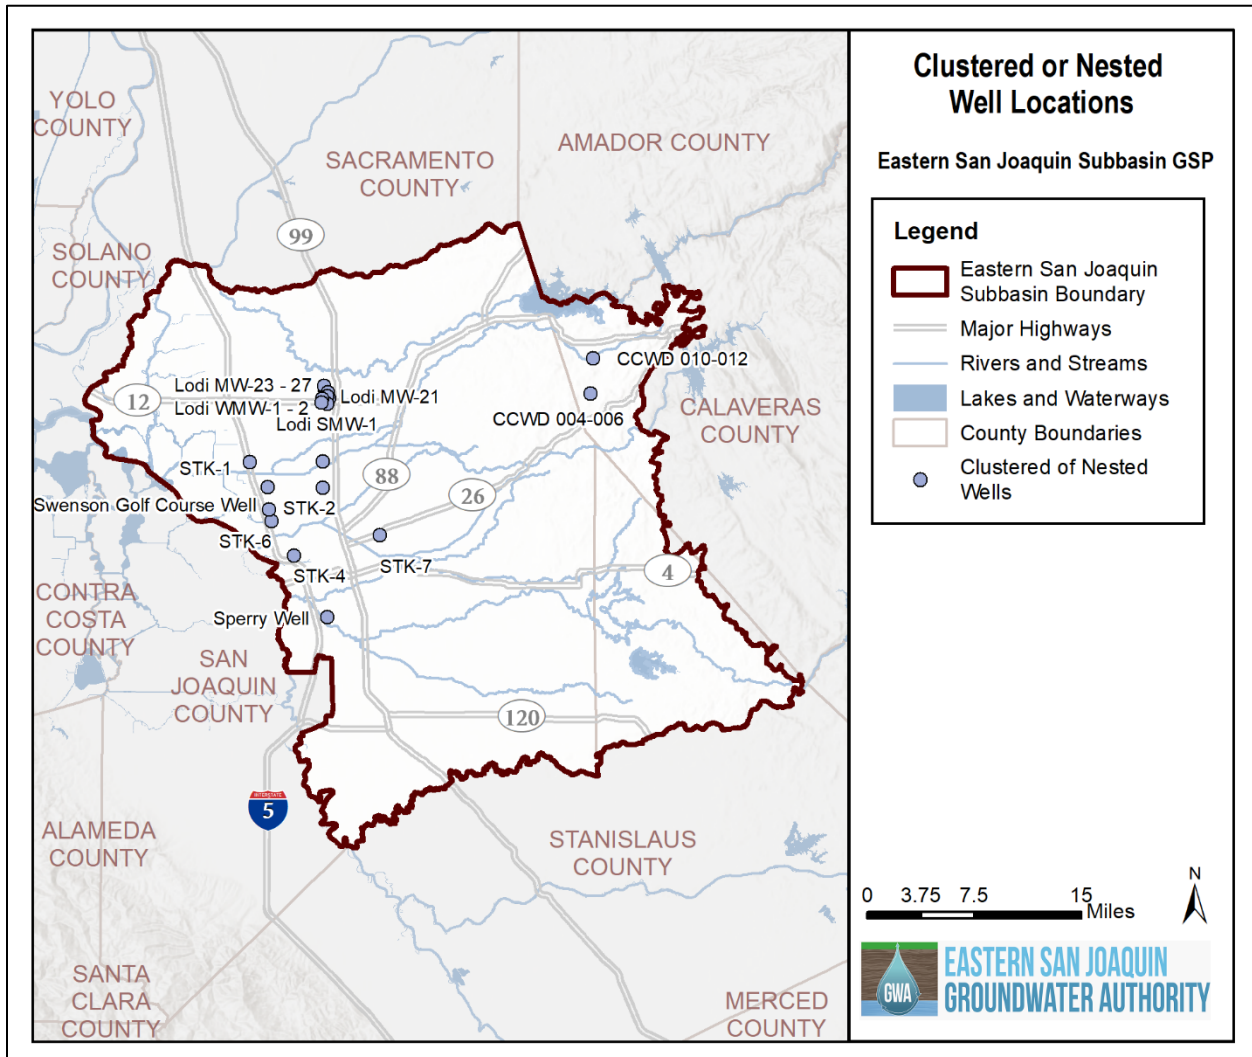 YOLO
COUNTY
SACRAMENTO
COUNTY
AMADOR COUNTY
SOLANO
COUNTY
99
CCWD 010-012
Lodi MW-23 - 27
Lodi MW-21
12
Lodi WMW-1 - 2
Lodi SMW-1
CCWD 004-006
CALAVERAS
COUNTY
STK-1
88
26
Swenson Golf Course Well
STK-2
STK-6
STK-7
STK-4
4
CONTRA
COSTA
COUNTY
Sperry Well
SAN
JOAQUIN
COUNTY
120
INTERSTATE
5
ALAMEDA
COUNTY
STANISLAUS
COUNTY
SANTA
CLARA
COUNTY
MERCED
COUNTY
Clustered or Nested
Well Locations
Eastern San Joaquin Subbasin GSP
Legend
Eastern San Joaquin
Subbasin Boundary
Major Highways
Rivers and Streams
Lakes and Waterways
County Boundaries
Clustered of Nested
Wells
N
0 3.75 7.5 15
Miles
GWA
EASTERN SAN JOAQUIN
GROUNDWATER AUTHORITY